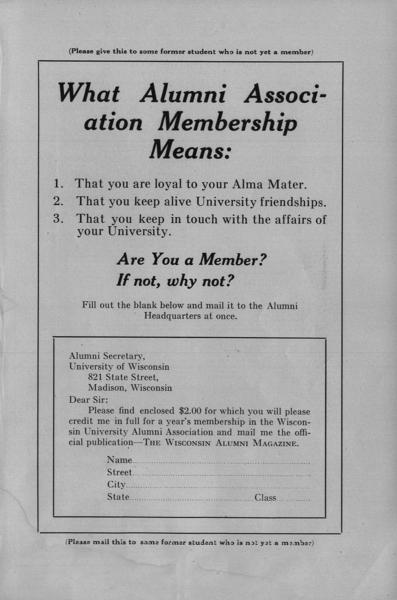 (Please give this to some former student who is not yet a member)
What Alumni Associ-
ation Membership
Means:
1. That you are loyal to your Alma Mater.
2. That you keep alive University friendships.
3. That you keep in touch with the affairs of
your University.
Are You a Member?
If not, why not?
Fill out the blank below and mail it to the Alumni
Headquarters at once.
Alumni Secretary,
University of Wisconsin
821 State Street,
Madison, Wisconsin
Dear Sir:
Please find enclosed $2.00 for which you will please
credit me in full for a year's membership in the Wiscon-
sin University Alumni Association and mail me the offi-
cial publication—THE WISCONSIN ALUMNI MAGAZINE.
Name
Street
City
State Class
(Please mail this to some former student who is not yet a member)